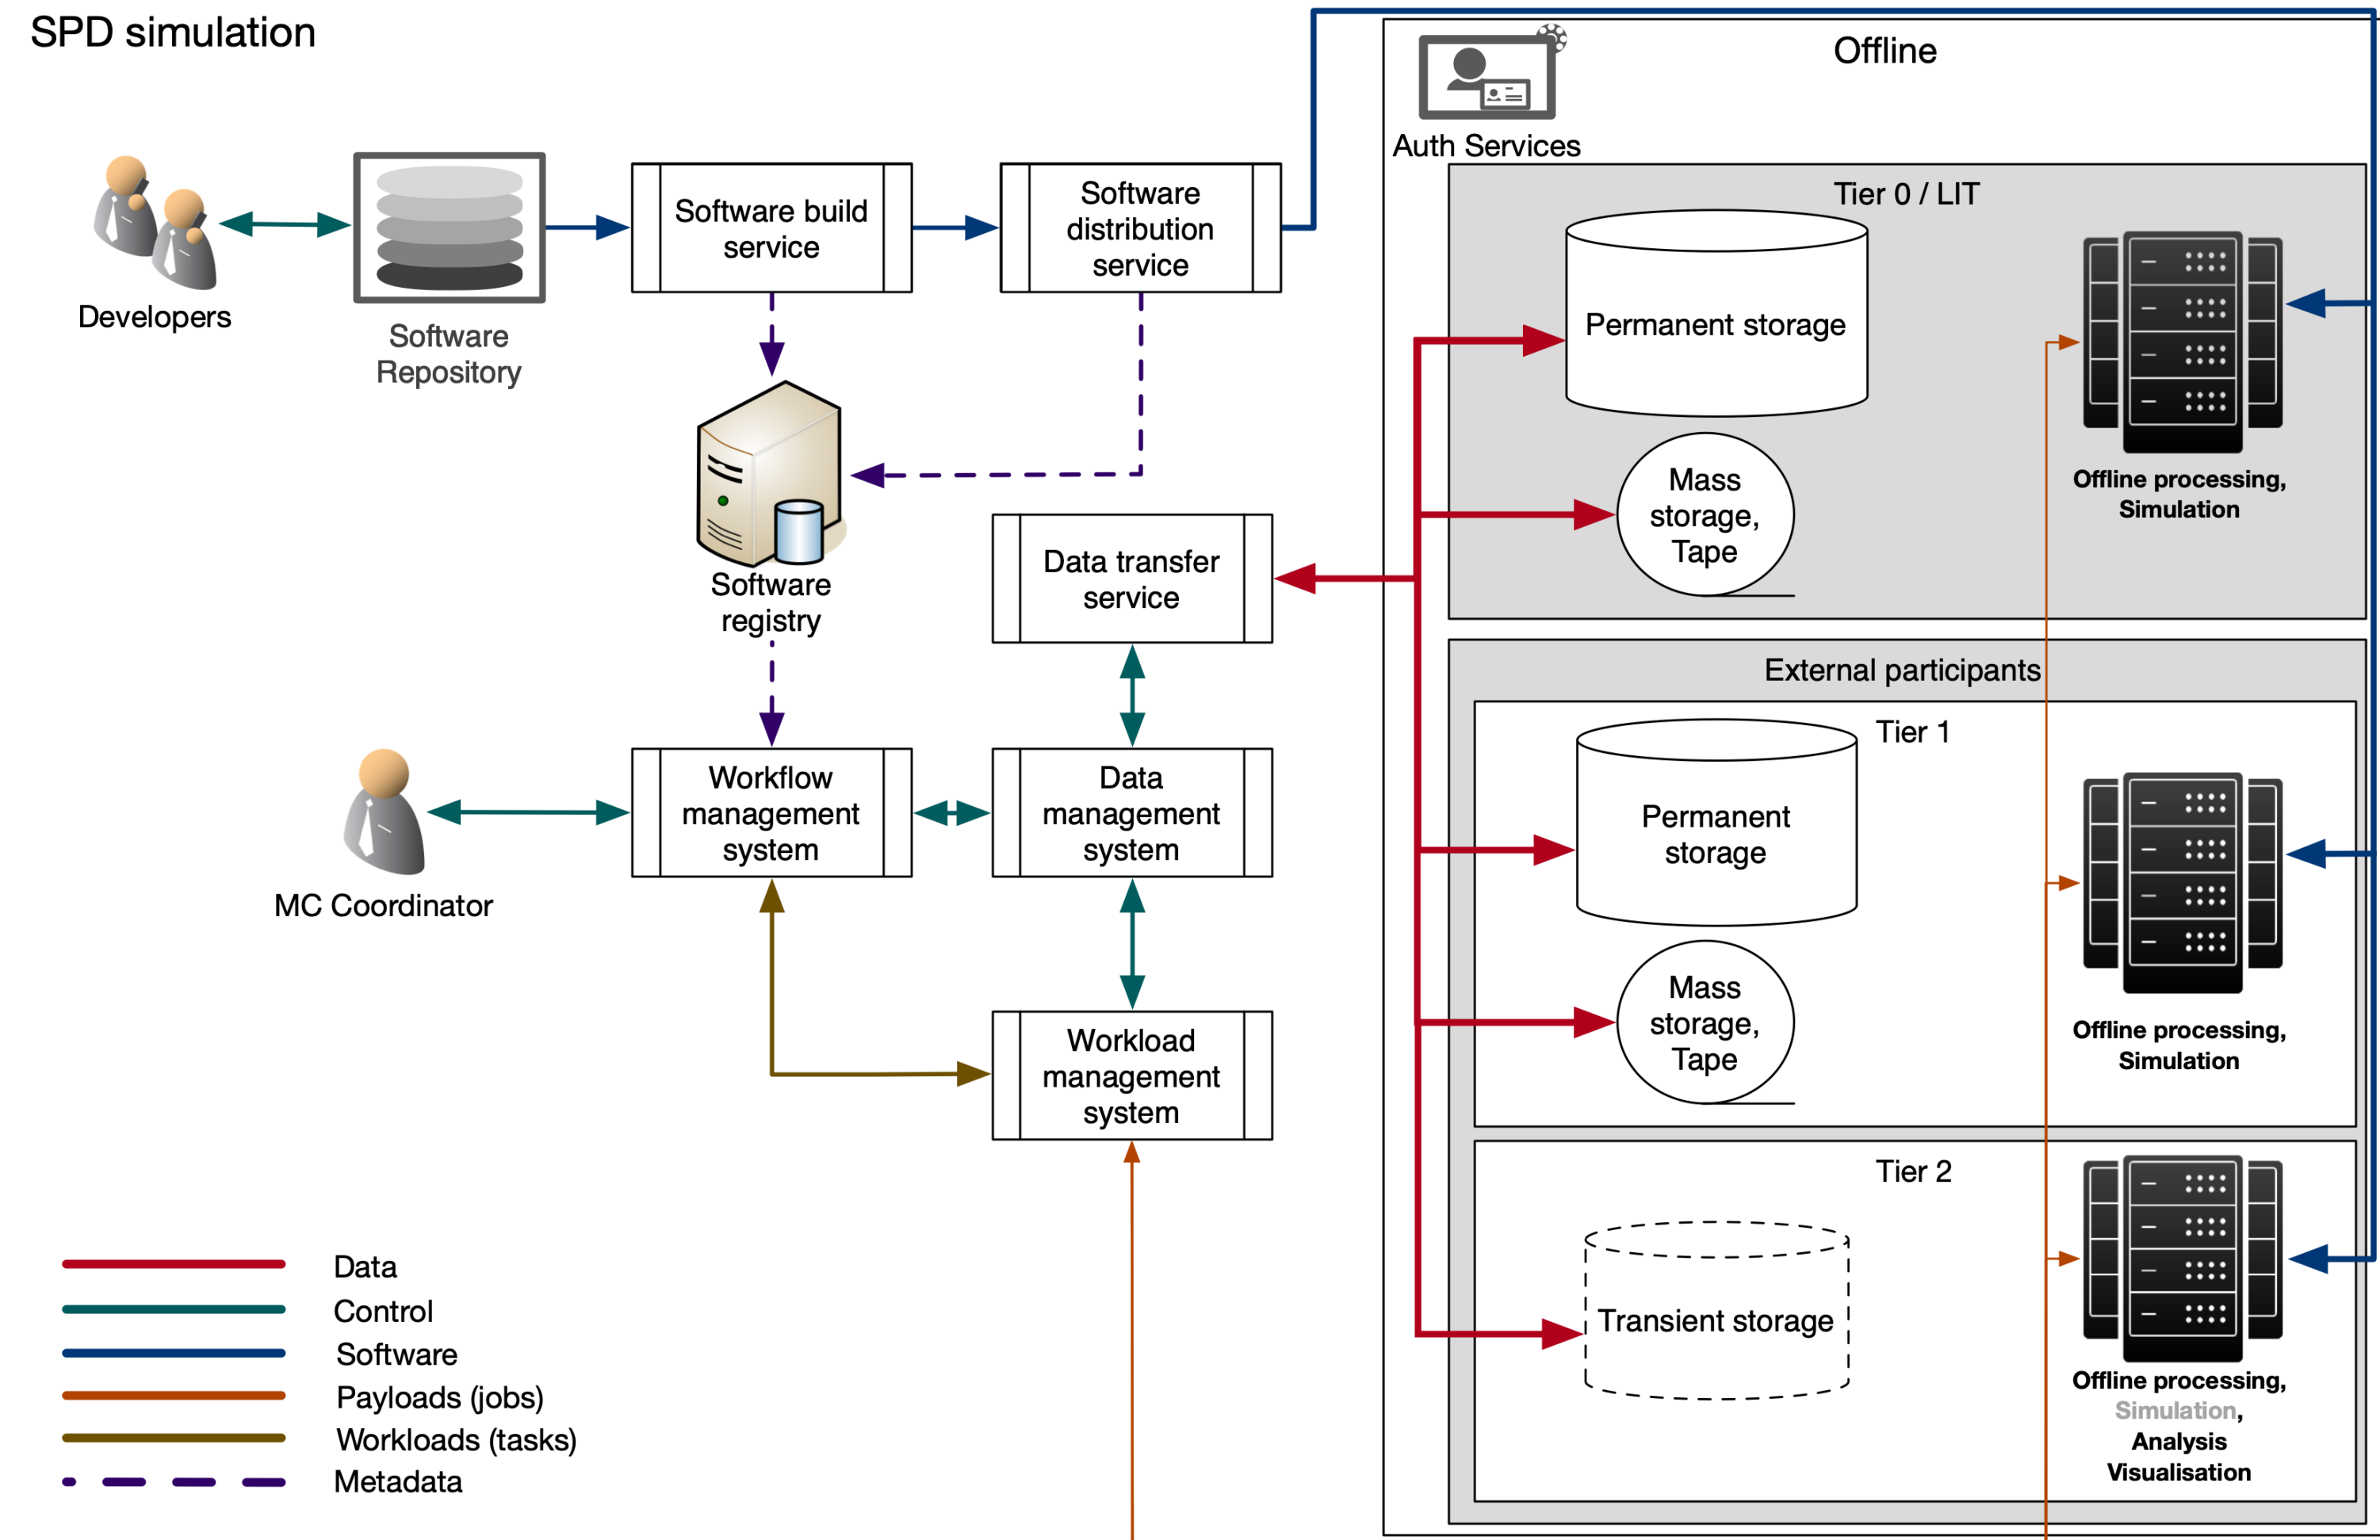 SPD simulation
Offline
Auth Services
Tier 0 / LIT
Developers
Software
Repository
Software build
service
Software
distribution
service
Permanent storage
Mass
storage,
Tape
Offline processing,
Simulation
Software
registry
Data transfer
service
External participants
Tier 1
Permanent
storage
Mass
storage,
Tape
Offline processing,
Simulation
MC Coordinator
Workflow
management
system
Data
management
system
Workload
management
system
Tier 2
Transient storage
Offline processing,
Simulation,
Analysis
Visualisation
Data
Control
Software
Payloads (jobs)
Workloads (tasks)
Metadata